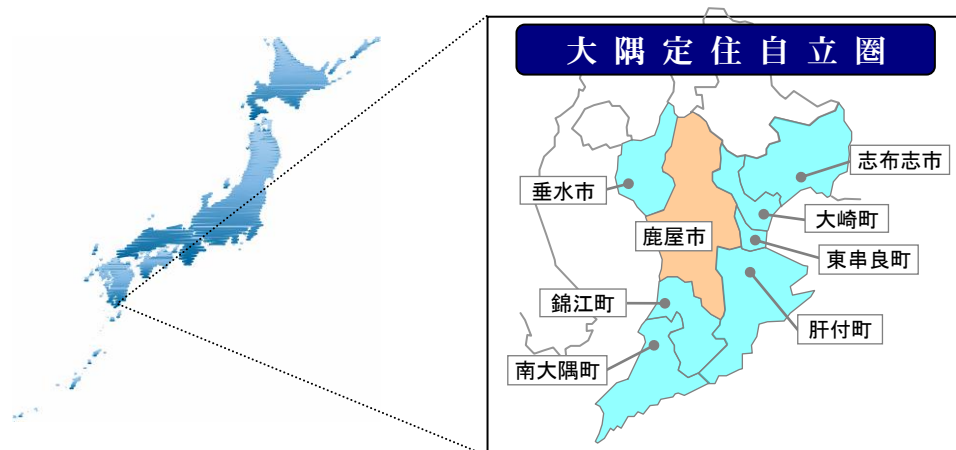 大隅定住自立圏
志布志市
垂水市
大崎町
鹿屋市
東串良町
錦江町
肝付町
南大隅町